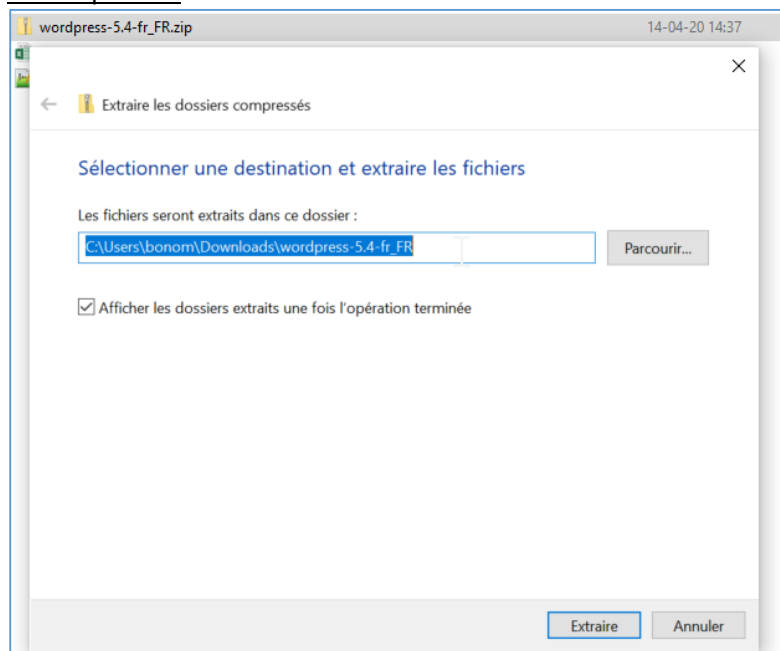 wordpress-5.4-fr_FR.zip 14-04-20 14:37
Extraire les dossiers compressés
Sélectionner une destination et extraire les fichiers
Les fichiers seront extraits dans ce dossier :
C:\Users\bonom\Downloads\wordpress-5.4-fr_FR Parcourir...
Afficher les dossiers extraits une fois l'opération terminée
Extraire Annuler